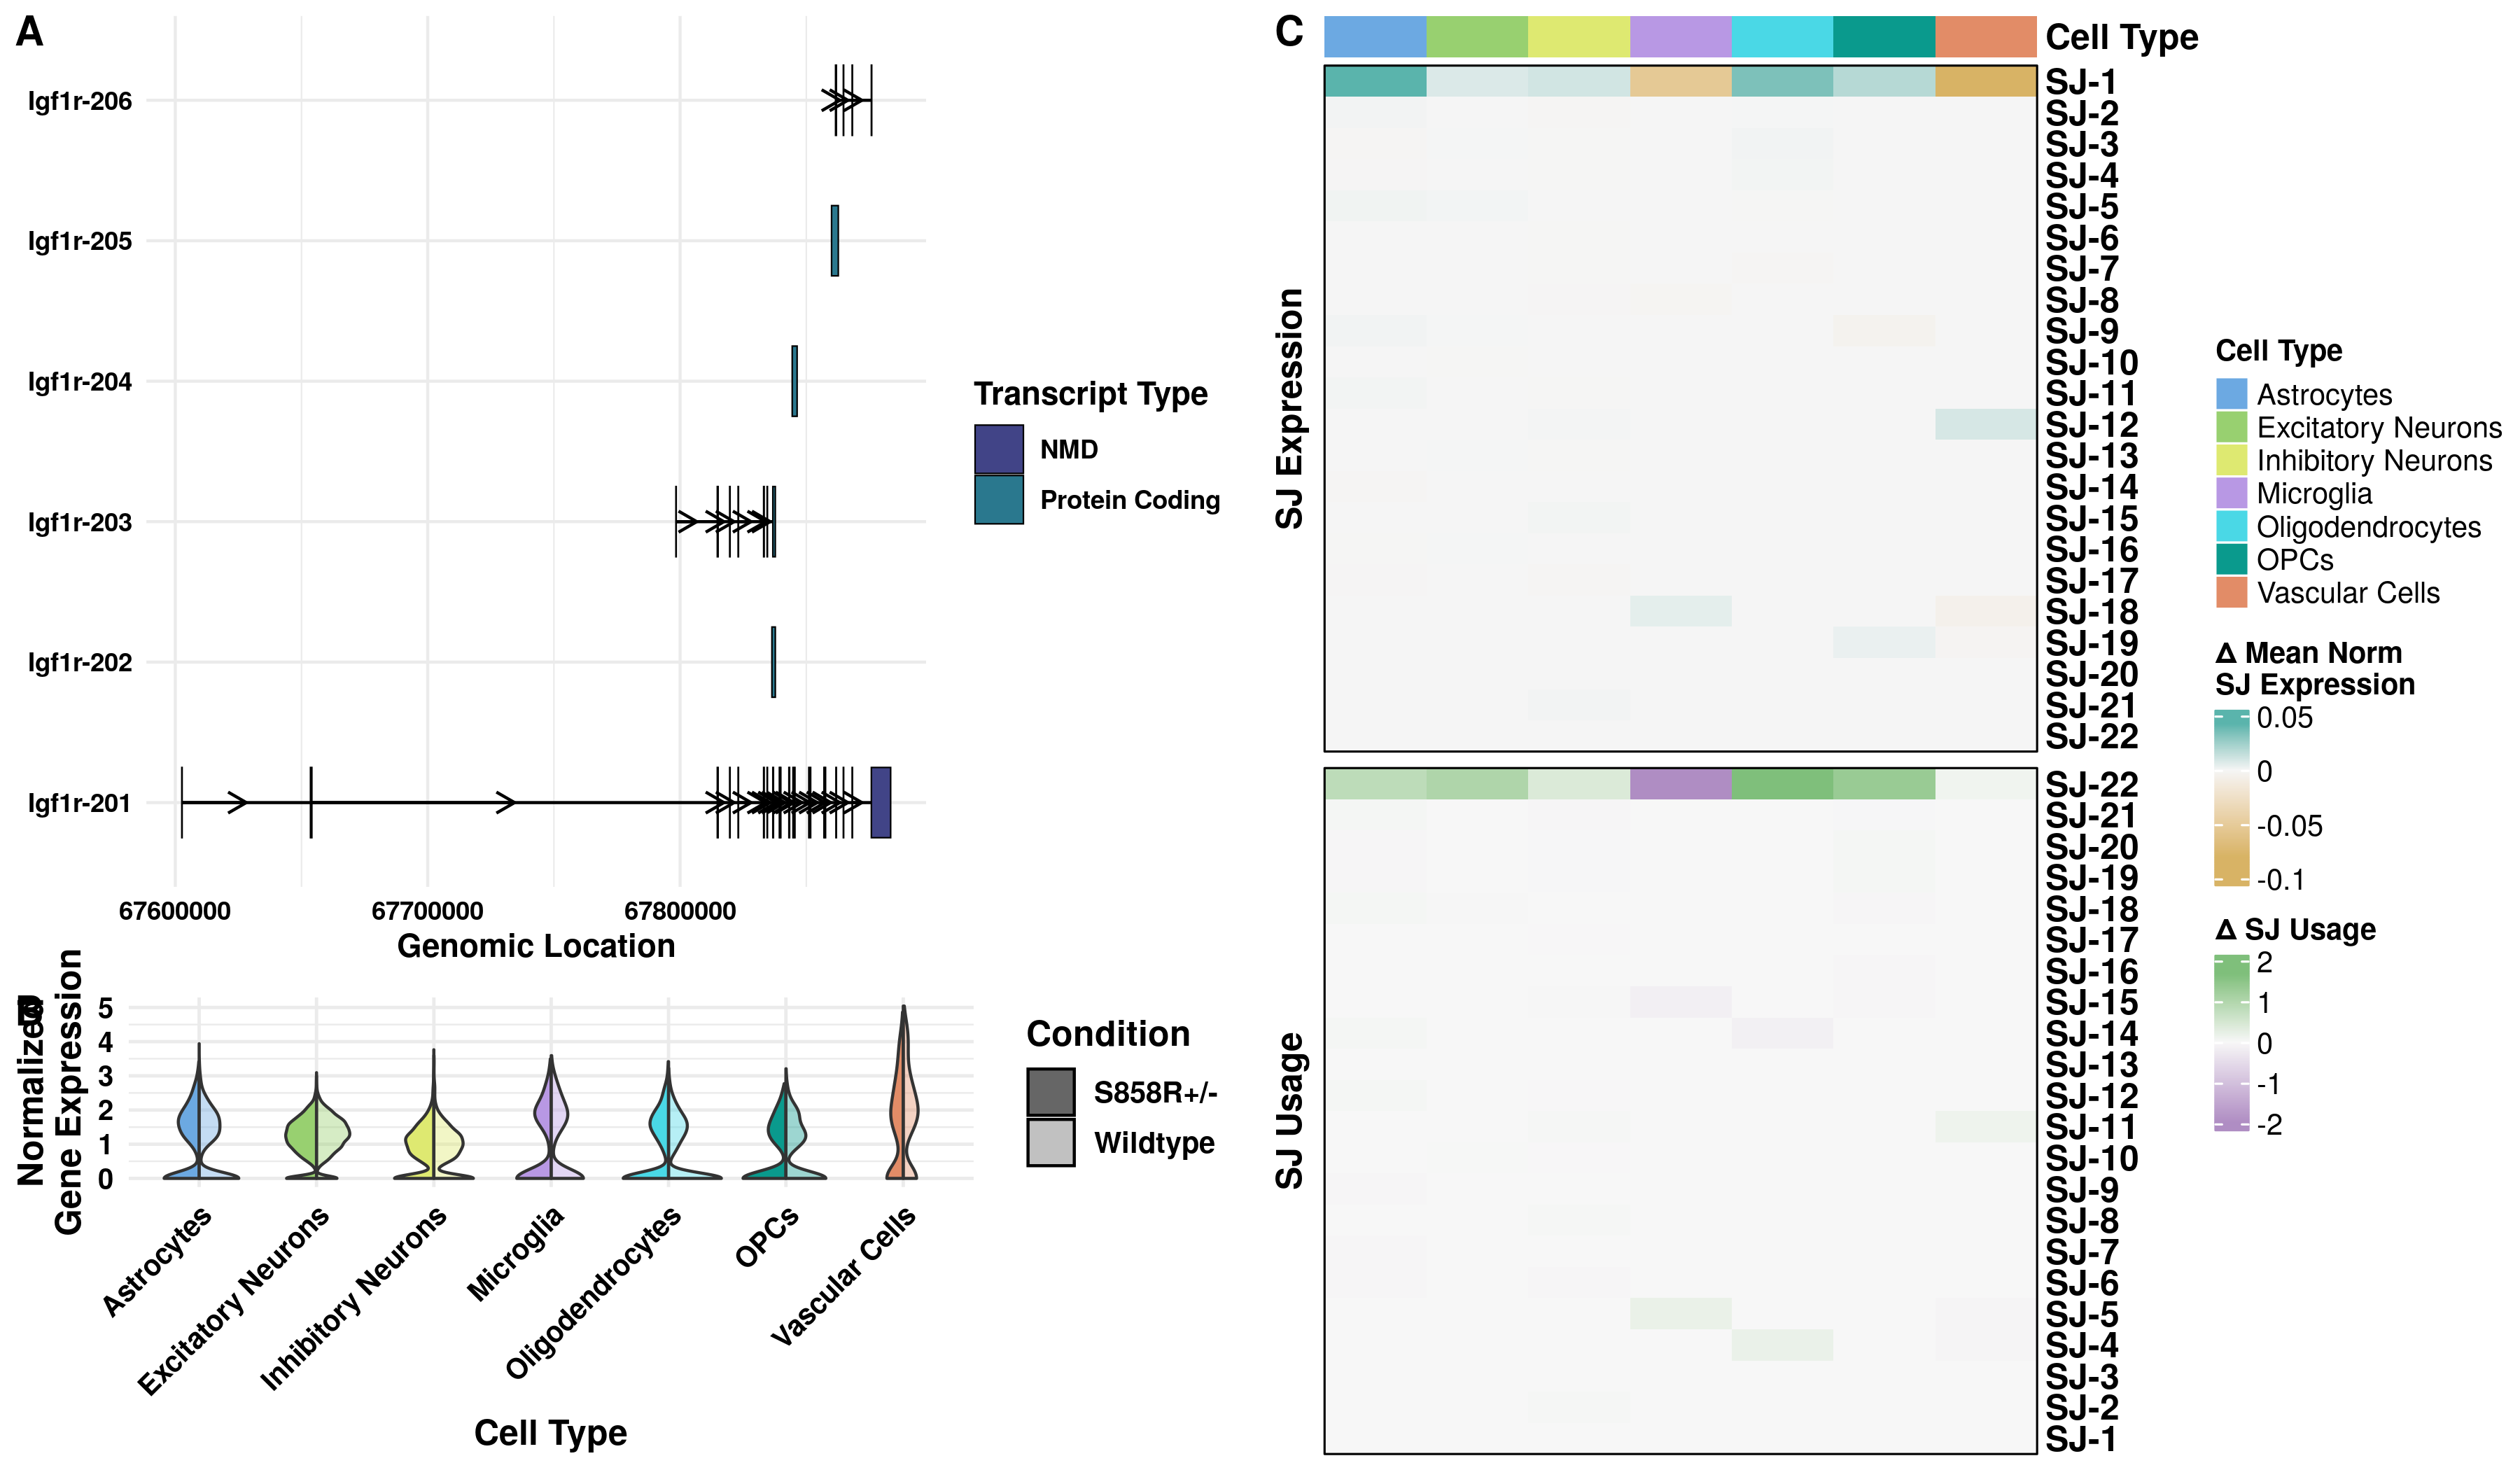 A
Igf1r-206
Igf1r-205
Igf1r-204
Igf1r-203
Igf1r-202
Igf1r-201
67600000 67700000 67800000
Genomic Location
Transcript Type
NMD
Protein Coding
Normalized
Gene Expression
5
4
3
2
1
0
Astrocytes
Excitatory Neurons
Inhibitory Neurons
Microglia
Oligodendrocytes
OPCs
Vascular Cells
Cell Type
Condition
S858R+/-
Wildtype
C
Cell Type
SJ Expression
SJ-1
SJ-2
SJ-3
SJ-4
SJ-5
SJ-6
SJ-7
SJ-8
SJ-9
SJ-10
SJ-11
SJ-12
SJ-13
SJ-14
SJ-15
SJ-16
SJ-17
SJ-18
SJ-19
SJ-20
SJ-21
SJ-22
SJ Usage
SJ-22
SJ-21
SJ-20
SJ-19
SJ-18
SJ-17
SJ-16
SJ-15
SJ-14
SJ-13
SJ-12
SJ-11
SJ-10
SJ-9
SJ-8
SJ-7
SJ-6
SJ-5
SJ-4
SJ-3
SJ-2
SJ-1
Cell Type
Astrocytes
Excitatory Neurons
Inhibitory Neurons
Microglia
Oligodendrocytes
OPCs
Vascular Cells
Δ Mean Norm
SJ Expression
0.05
0
-0.05
-0.1
Δ SJ Usage
2
1
0
-1
-2